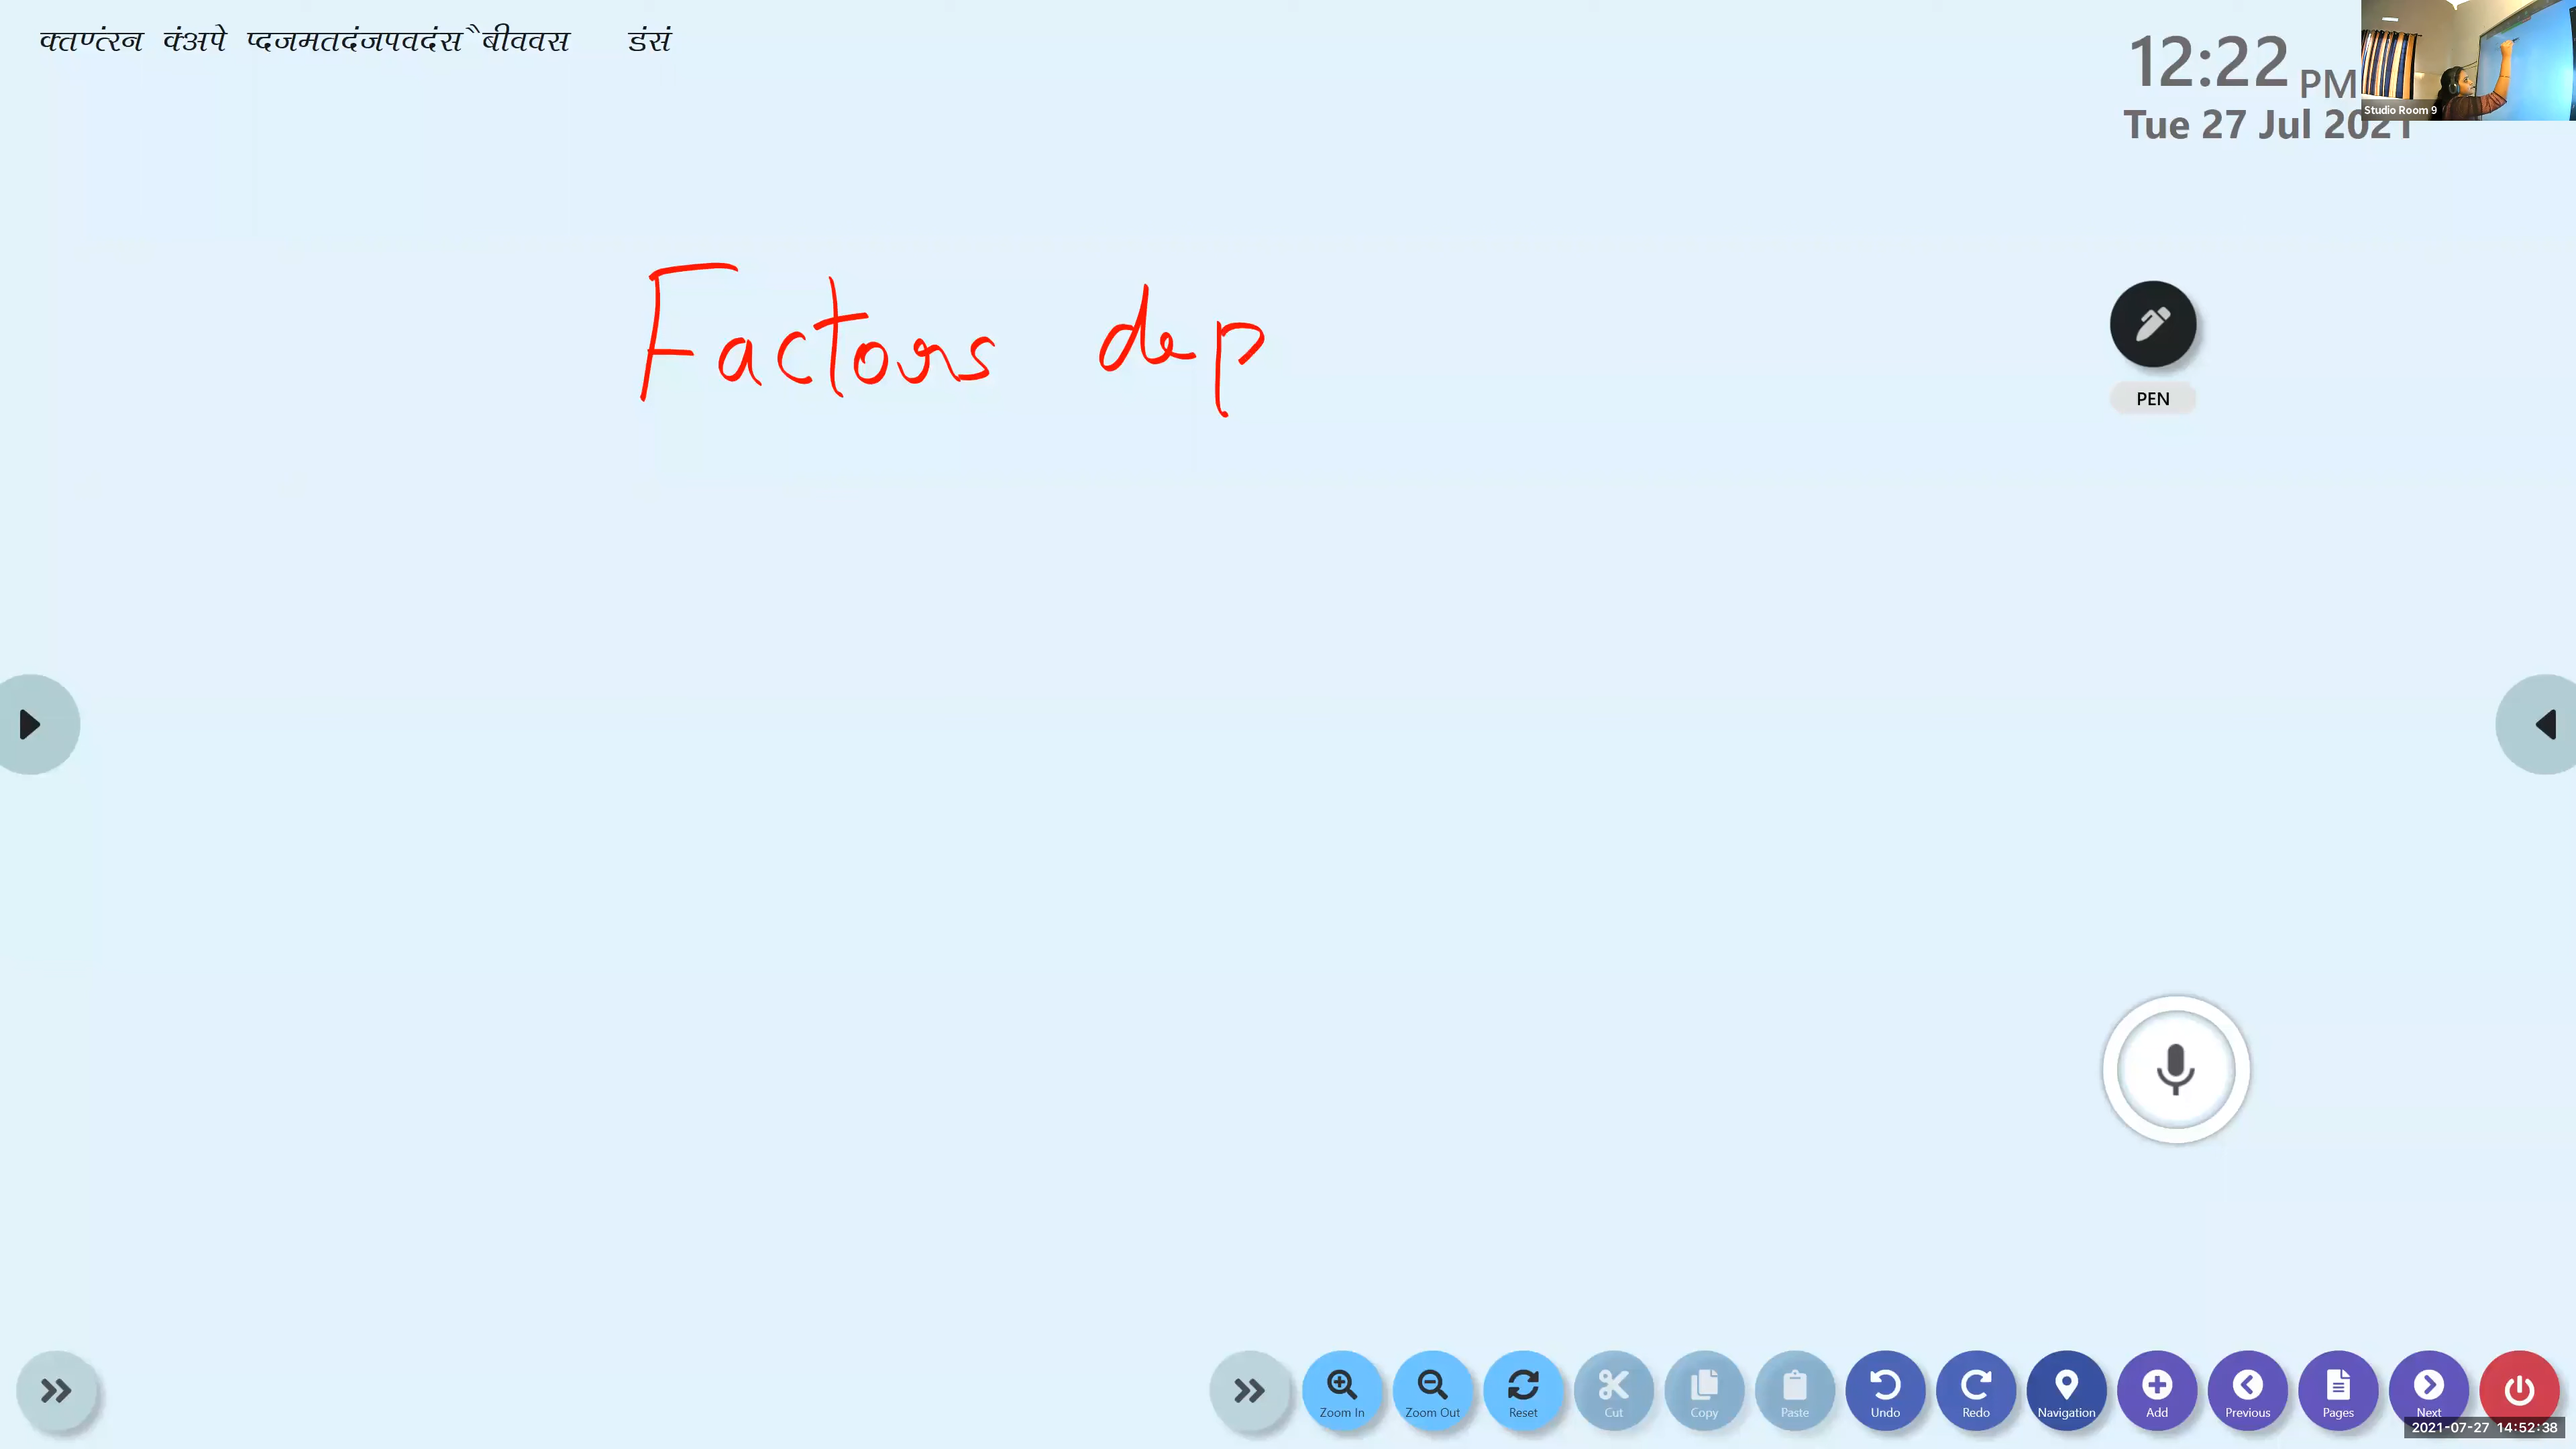 क्तण्ंरन क्ंअपे प्दजमतदंजपवदंस ैबीववस डंसं
12:22 PM
Tue 27 Jul 2021
Studio Room 9
Factors dep
PEN
Zoom In Zoom Out Reset Cut Copy Paste Undo Redo Navigation Add Previous Pages Next
2021-07-27 14:52:38